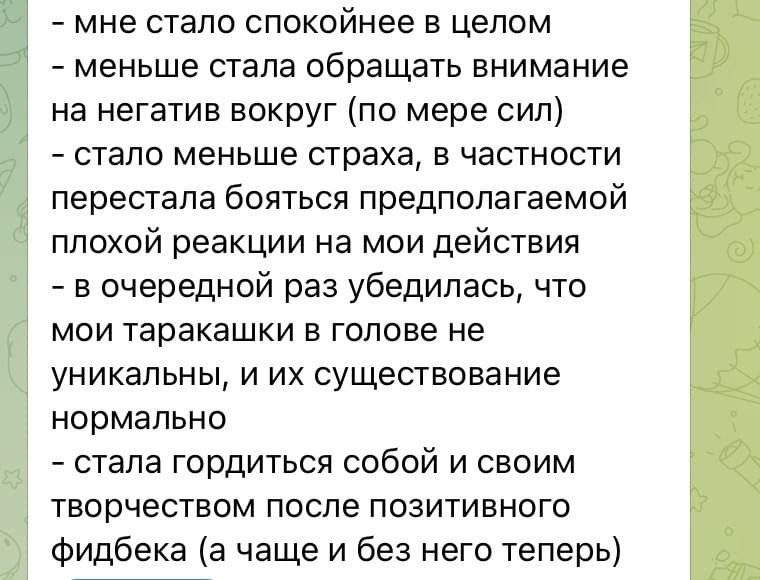 - мне стало спокойнее в целом
- меньше стала обращать внимание
на негатив вокруг (по мере сил)
- стало меньше страха, в частности
перестала бояться предполагаемой
плохой реакции на мои действия
- в очередной раз убедилась, что
мои таракашки в голове не
уникальны, и их существование
нормально
- стала гордиться собой и своим
творчеством после позитивного
фидбека (а чаще и без него теперь)